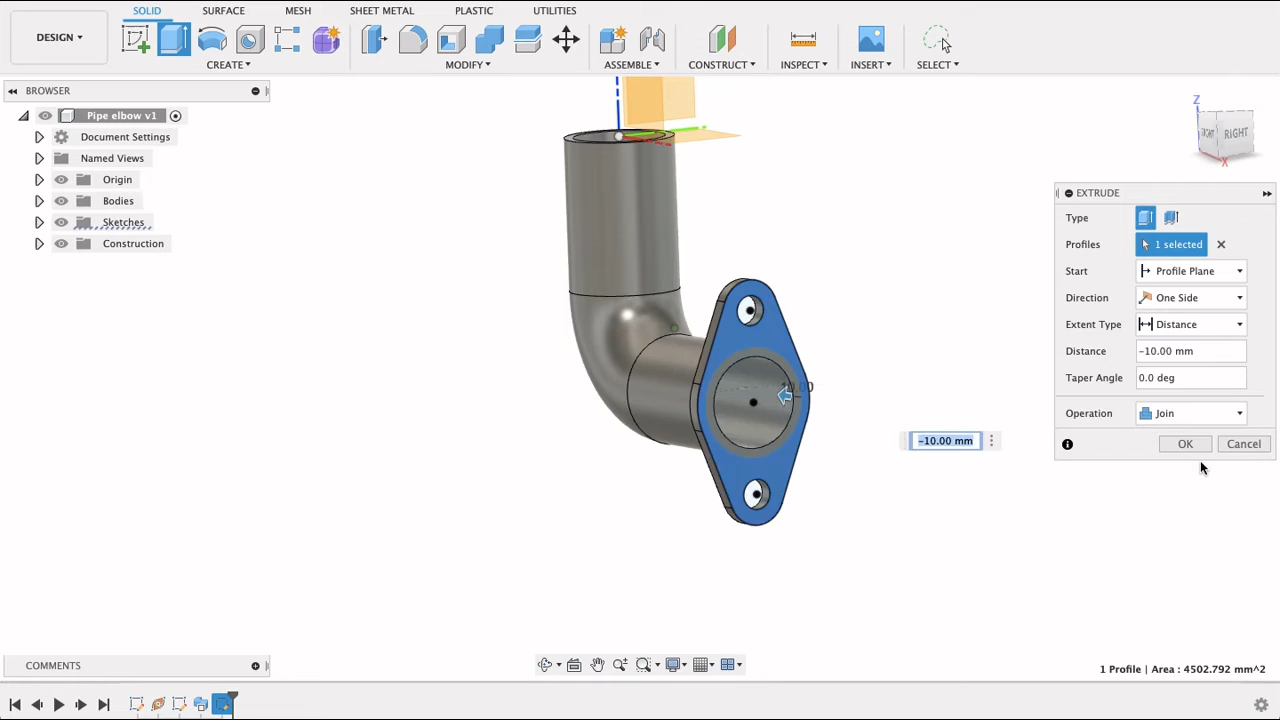 SOLID SURFACE MESH SHEET METAL PLASTIC UTILITIES
DESIGN
CREATE MODIFY ASSEMBLE CONSTRUCT INSPECT INSERT SELECT
BROWSER
Pipe elbow v1
Document Settings
Named Views
Origin
Bodies
Sketches
Construction
Z
FRONT RIGHT
X
EXTRUDE
Type
Profiles 1 selected
Start Profile Plane
Direction One Side
Extent Type Distance
Distance -10.00 mm
Taper Angle 0.0 deg
Operation Join
OK Cancel
-10.00 mm
COMMENTS
1 Profile | Area : 4502.792 mm^2